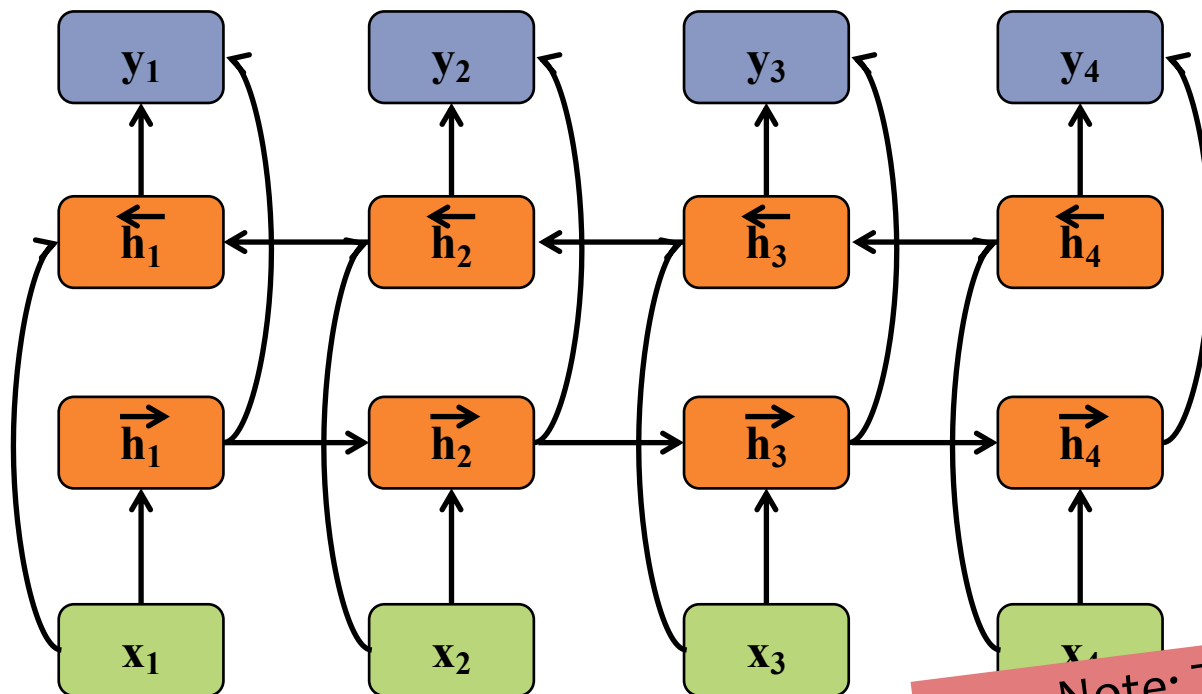 y₁ y₂ y₃ y₄
h₁ h₂ h₃ h₄
h₁ h₂ h₃ h₄
x₁ x₂ x₃
Note: